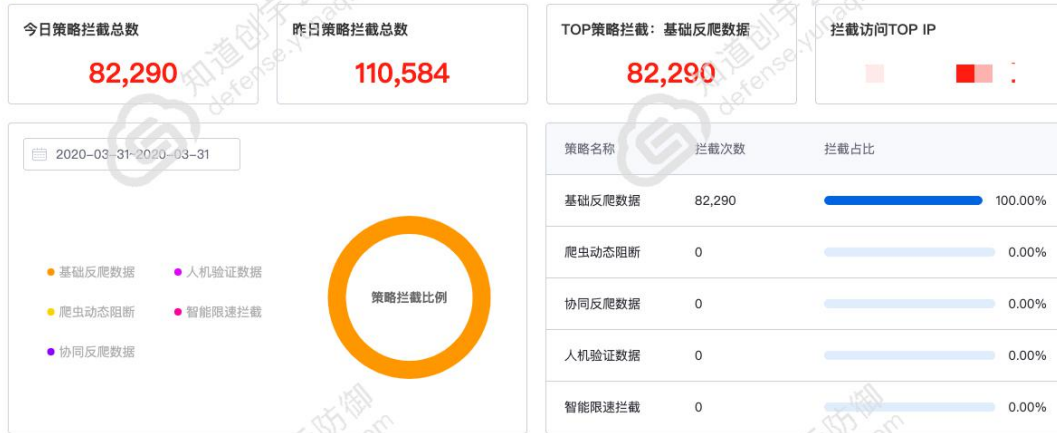 今日策略拦截总数
82,290
昨日策略拦截总数
110,584
TOP策略拦截：基础反爬数据
82,290
拦截访问TOP IP
2020-03-31~2020-03-31
基础反爬数据
人机验证数据
爬虫动态阻断
智能限速拦截
协同反爬数据
策略拦截比例
策略名称 拦截次数 拦截占比
基础反爬数据 82,290 100.00%
爬虫动态阻断 0 0.00%
协同反爬数据 0 0.00%
人机验证数据 0 0.00%
智能限速拦截 0 0.00%